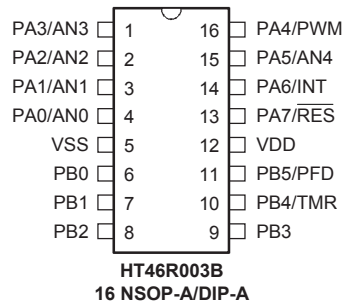 PA3/AN3 1 16 PA4/PWM
PA2/AN2 2 15 PA5/AN4
PA1/AN1 3 14 PA6/INT
PA0/AN0 4 13 PA7/RES
VSS 5 12 VDD
PB0 6 11 PB5/PFD
PB1 7 10 PB4/TMR
PB2 8 9 PB3
HT46R003B
16 NSOP-A/DIP-A